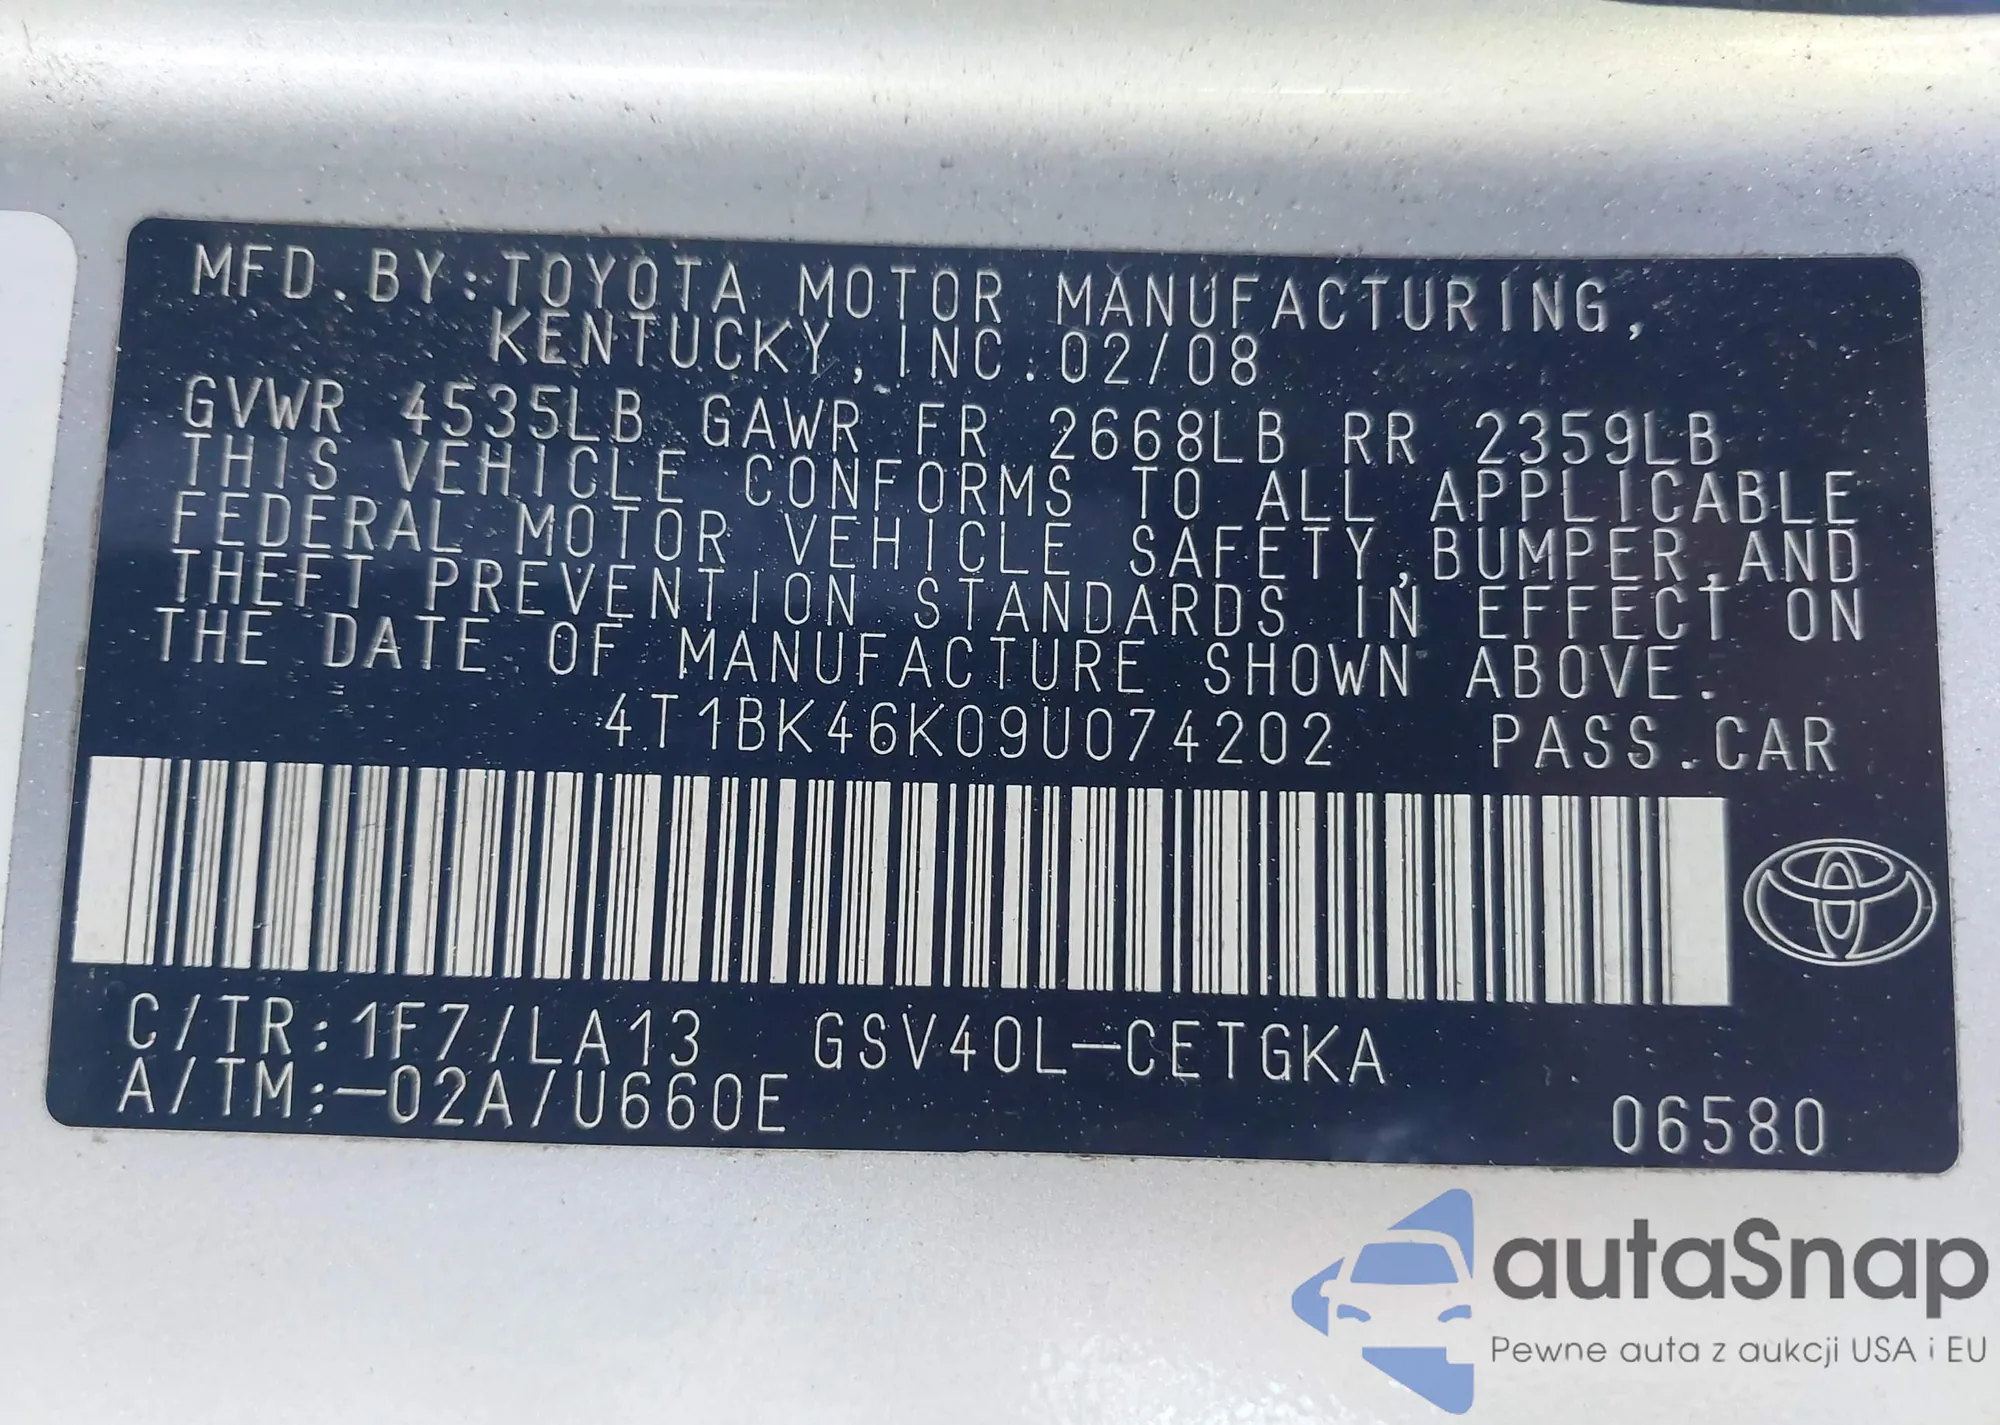 MFD.BY:TOYOTA MOTOR MANUFACTURING,
KENTUCKY,INC.02/08
GVWR 4535LB GAWR FR 2668LB RR 2359LB
THIS VEHICLE CONFORMS TO ALL APPLICABLE
FEDERAL MOTOR VEHICLE SAFETY,BUMPER,AND
THEFT PREVENTION STANDARDS IN EFFECT ON
THE DATE OF MANUFACTURE SHOWN ABOVE.
4T1BK46K09U074202 PASS.CAR
C/TR:1F7/LA13 GSV40L-CETGKA
A/TM:-02A/U660E
06580
autaSnap
Pewne auta z aukcji USA i EU